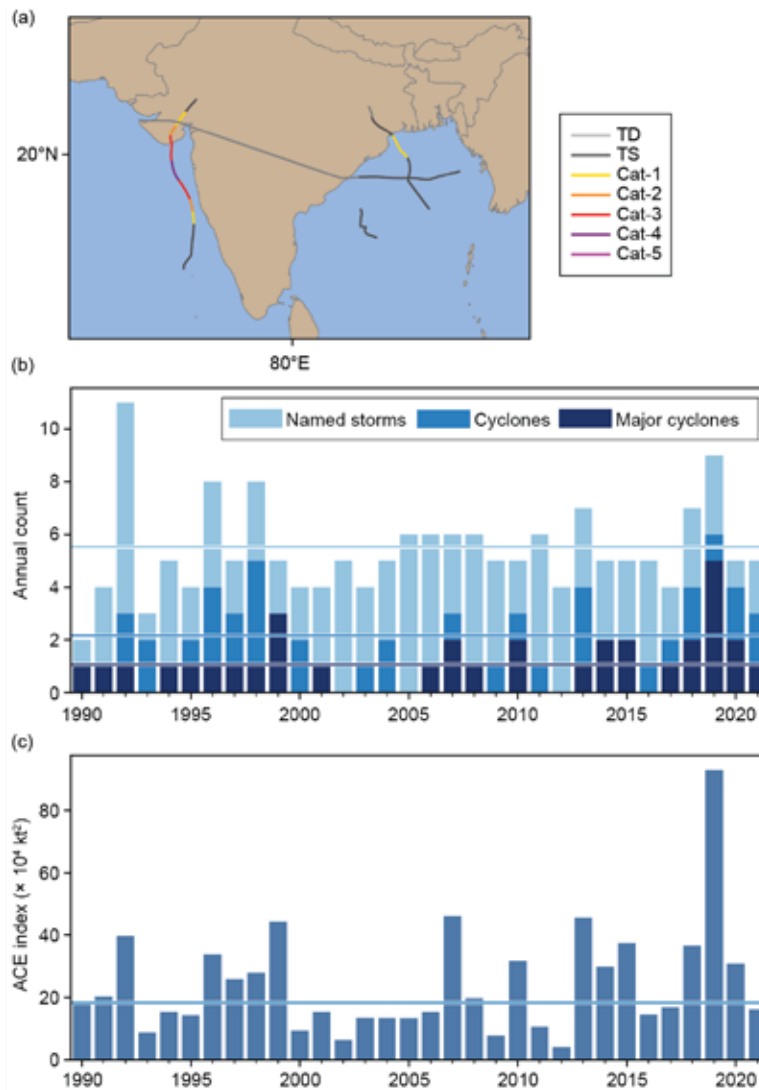 (a)
20°N
80°E
TD
TS
Cat-1
Cat-2
Cat-3
Cat-4
Cat-5
(b)
Named storms Cyclones Major cyclones
Annual count
10
8
6
4
2
0
1990 1995 2000 2005 2010 2015 2020
(c)
ACE index (× 10⁴ kt²)
80
60
40
20
0
1990 1995 2000 2005 2010 2015 2020